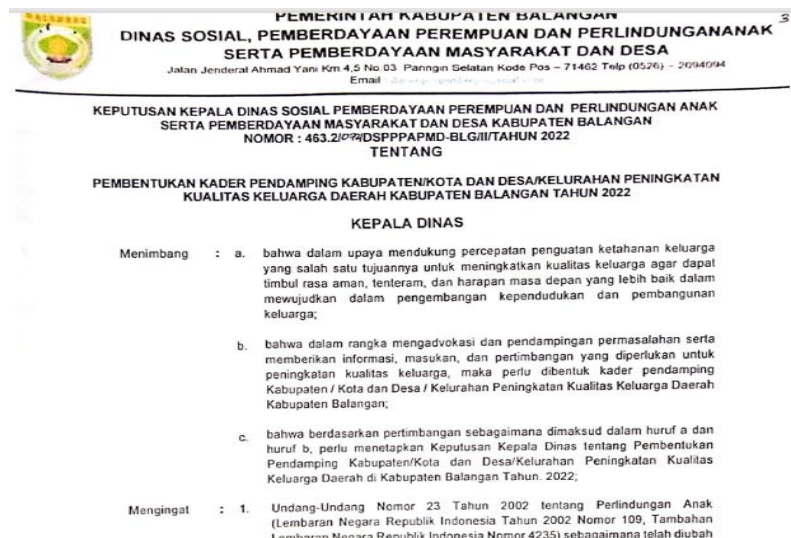 PEMERINTAH KABUPATEN BALANGAN
3
DINAS SOSIAL, PEMBERDAYAAN PEREMPUAN DAN PERLINDUNGANANAK
SERTA PEMBERDAYAAN MASYARAKAT DAN DESA
Jalan Jenderal Ahmad Yani Km.4,5 No.03 Paringin Selatan Kode Pos – 71462 Telp (0526) – 2094094
Email
KEPUTUSAN KEPALA DINAS SOSIAL PEMBERDAYAAN PEREMPUAN DAN PERLINDUNGAN ANAK
SERTA PEMBERDAYAAN MASYARAKAT DAN DESA KABUPATEN BALANGAN
NOMOR : 463.2/ /DSPPPAPMD-BLG/II/TAHUN 2022
TENTANG
PEMBENTUKAN KADER PENDAMPING KABUPATEN/KOTA DAN DESA/KELURAHAN PENINGKATAN
KUALITAS KELUARGA DAERAH KABUPATEN BALANGAN TAHUN 2022
KEPALA DINAS
Menimbang : a. bahwa dalam upaya mendukung percepatan penguatan ketahanan keluarga
yang salah satu tujuannya untuk meningkatkan kualitas keluarga agar dapat
timbul rasa aman, tenteram, dan harapan masa depan yang lebih baik dalam
mewujudkan dalam pengembangan kependudukan dan pembangunan
keluarga;
b. bahwa dalam rangka mengadvokasi dan pendampingan permasalahan serta
memberikan informasi, masukan, dan pertimbangan yang diperlukan untuk
peningkatan kualitas keluarga, maka perlu dibentuk kader pendamping
Kabupaten / Kota dan Desa / Kelurahan Peningkatan Kualitas Keluarga Daerah
Kabupaten Balangan;
c. bahwa berdasarkan pertimbangan sebagaimana dimaksud dalam huruf a dan
huruf b, perlu menetapkan Keputusan Kepala Dinas tentang Pembentukan
Pendamping Kabupaten/Kota dan Desa/Kelurahan Peningkatan Kualitas
Keluarga Daerah di Kabupaten Balangan Tahun. 2022;
Mengingat : 1. Undang-Undang Nomor 23 Tahun 2002 tentang Perlindungan Anak
(Lembaran Negara Republik Indonesia Tahun 2002 Nomor 109, Tambahan
Lembaran Negara Republik Indonesia Nomor 4235) sebagaimana telah diubah